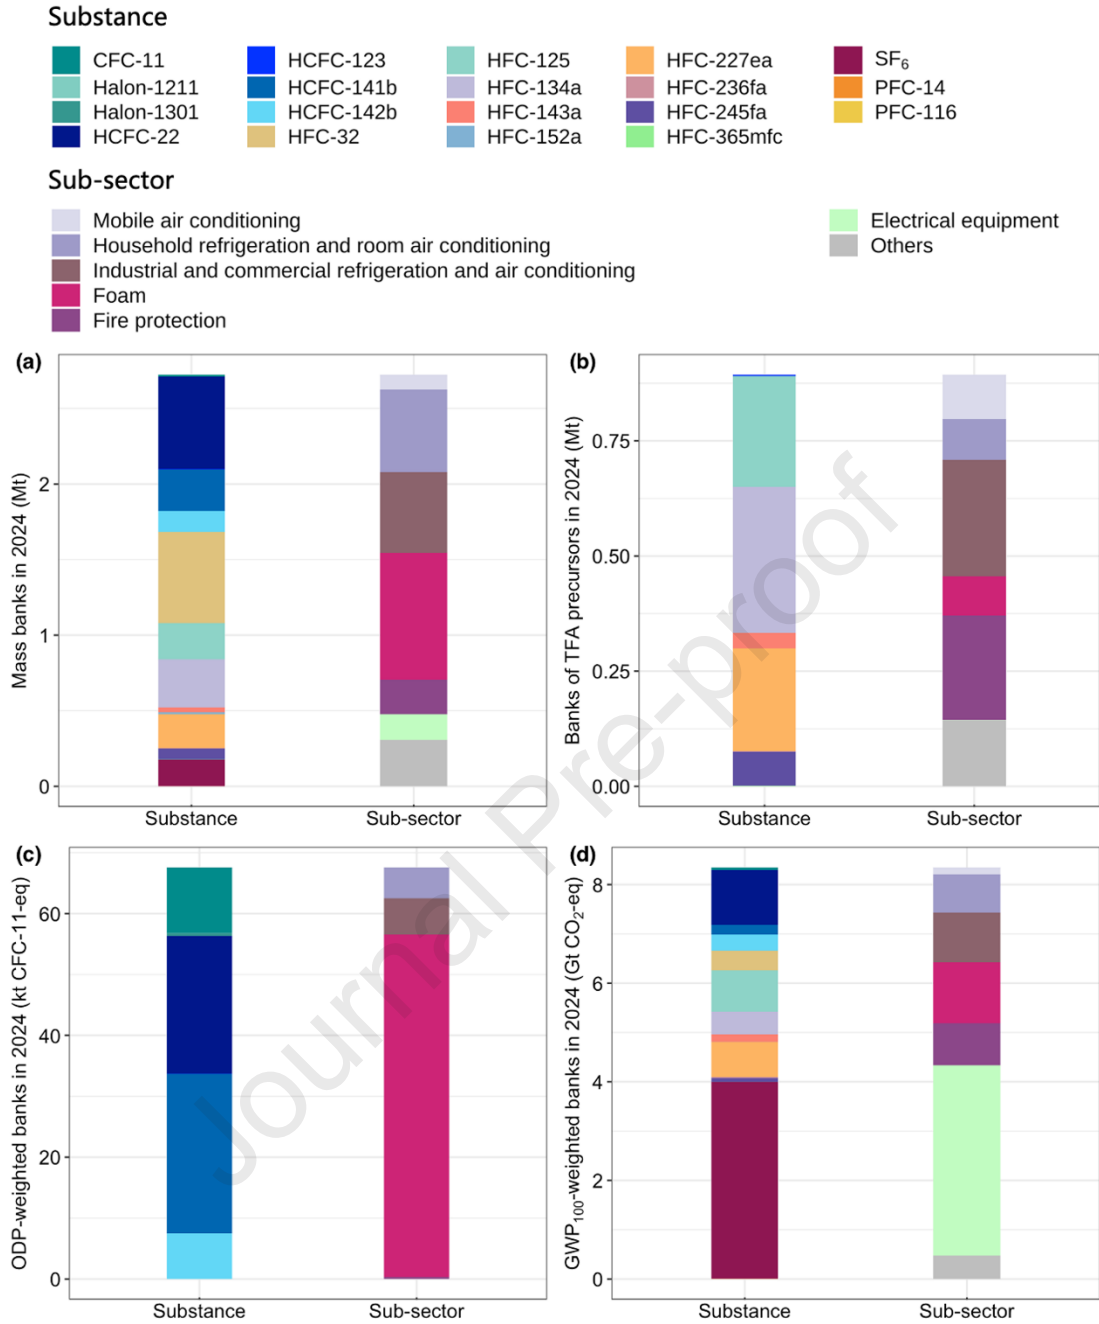 Substance
CFC-11
Halon-1211
Halon-1301
HCFC-22
HCFC-123
HCFC-141b
HCFC-142b
HFC-32
HFC-125
HFC-134a
HFC-143a
HFC-152a
HFC-227ea
HFC-236fa
HFC-245fa
HFC-365mfc
SF₆
PFC-14
PFC-116
Sub-sector
Mobile air conditioning
Household refrigeration and room air conditioning
Industrial and commercial refrigeration and air conditioning
Foam
Fire protection
Electrical equipment
Others
(a)
Mass banks in 2024 (Mt)
2
1
0
Substance
Sub-sector
(b)
Banks of TFA precursors in 2024 (Mt)
0.75
0.50
0.25
0.00
Substance
Sub-sector
(c)
ODP-weighted banks in 2024 (kt CFC-11-eq)
60
40
20
0
Substance
Sub-sector
(d)
GWP₁₀₀-weighted banks in 2024 (Gt CO₂-eq)
8
6
4
2
0
Substance
Sub-sector
Journal Pre-proof